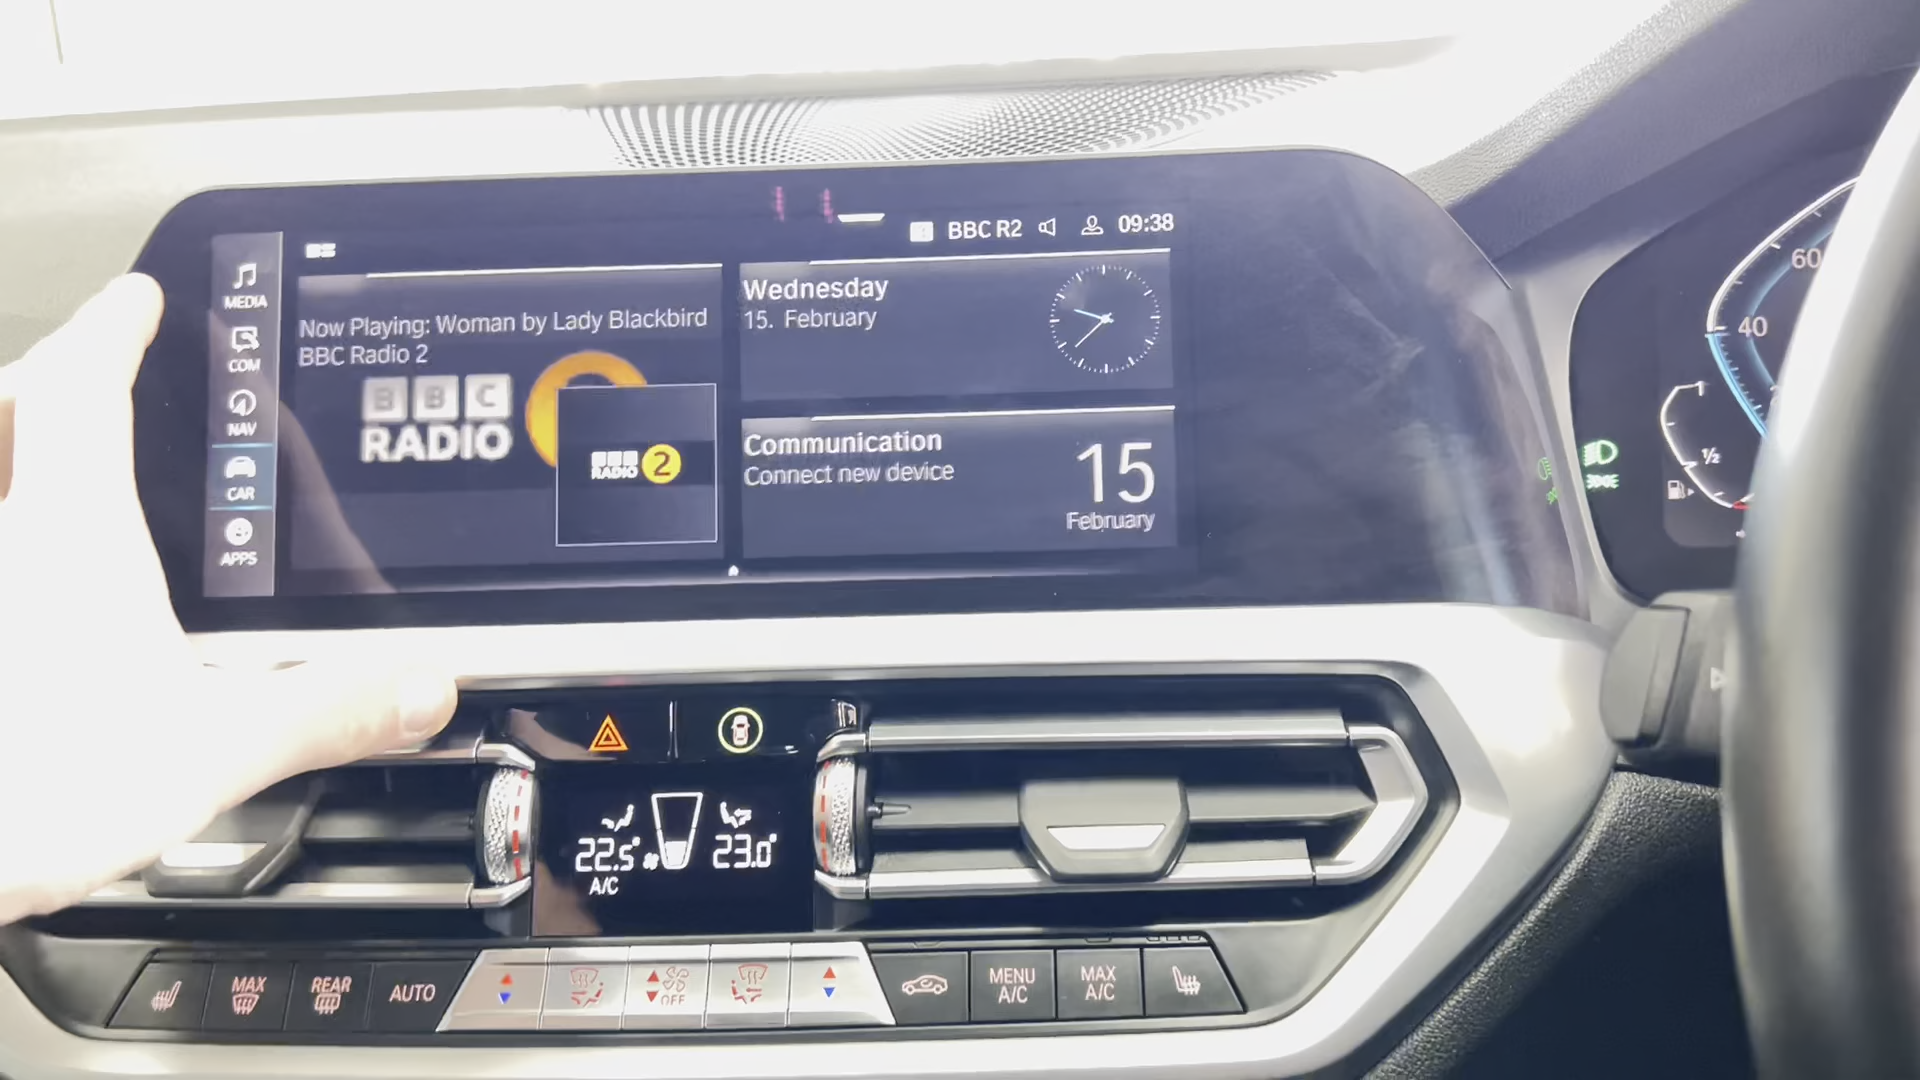 BBC R2
09:38
MEDIA
COM
NAV
CAR
APPS
Now Playing: Woman by Lady Blackbird
BBC Radio 2
BBC
RADIO
RADIO 2
Wednesday
15. February
Communication
Connect new device
15
February
60
40
1/2
22.5°
23.0°
A/C
MAX
REAR
AUTO
OFF
MENU
A/C
MAX
A/C